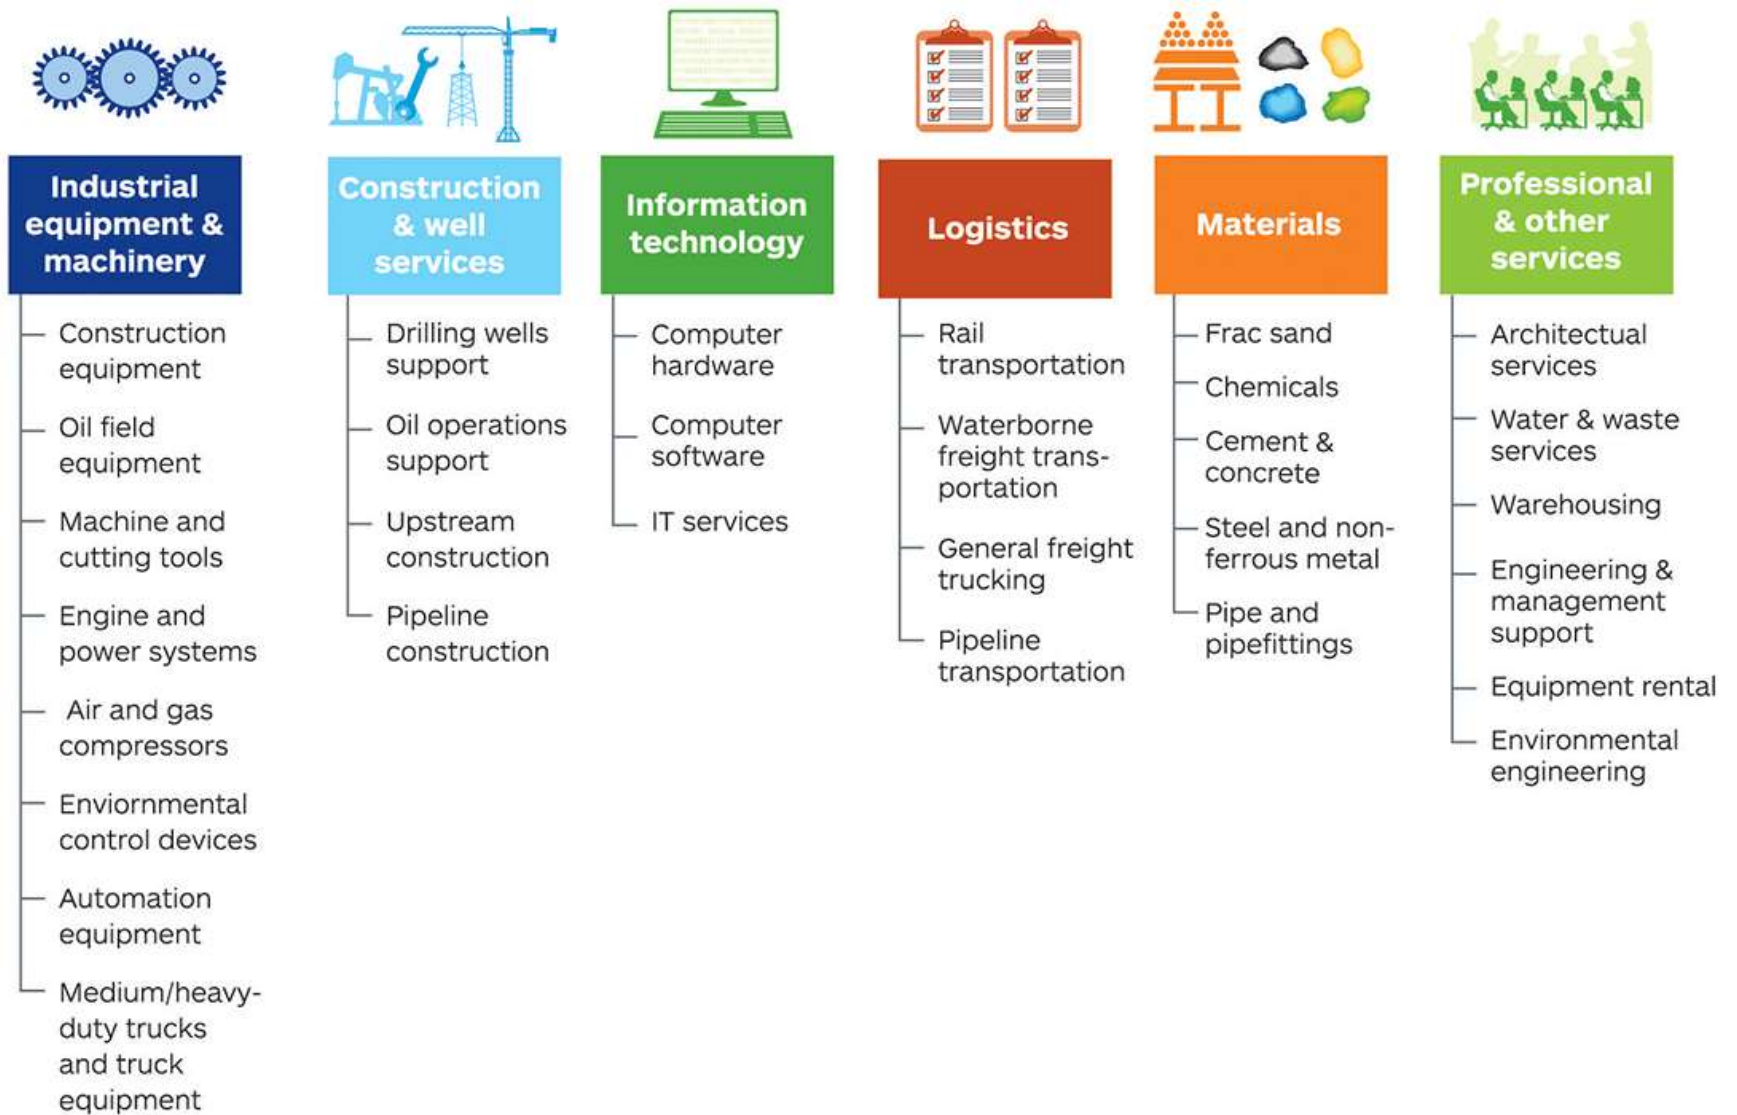 Industrial
equipment &
machinery
Construction
equipment
Oil field
equipment
Machine and
cutting tools
Engine and
power systems
Air and gas
compressors
Enviornmental
control devices
Automation
equipment
Medium/heavy-
duty trucks
and truck
equipment
Construction
& well
services
Drilling wells
support
Oil operations
support
Upstream
construction
Pipeline
construction
Information
technology
Computer
hardware
Computer
software
IT services
Logistics
Rail
transportation
Waterborne
freight trans-
portation
General freight
trucking
Pipeline
transportation
Materials
Frac sand
Chemicals
Cement &
concrete
Steel and non-
ferrous metal
Pipe and
pipefittings
Professional
& other
services
Architectual
services
Water & waste
services
Warehousing
Engineering &
management
support
Equipment rental
Environmental
engineering